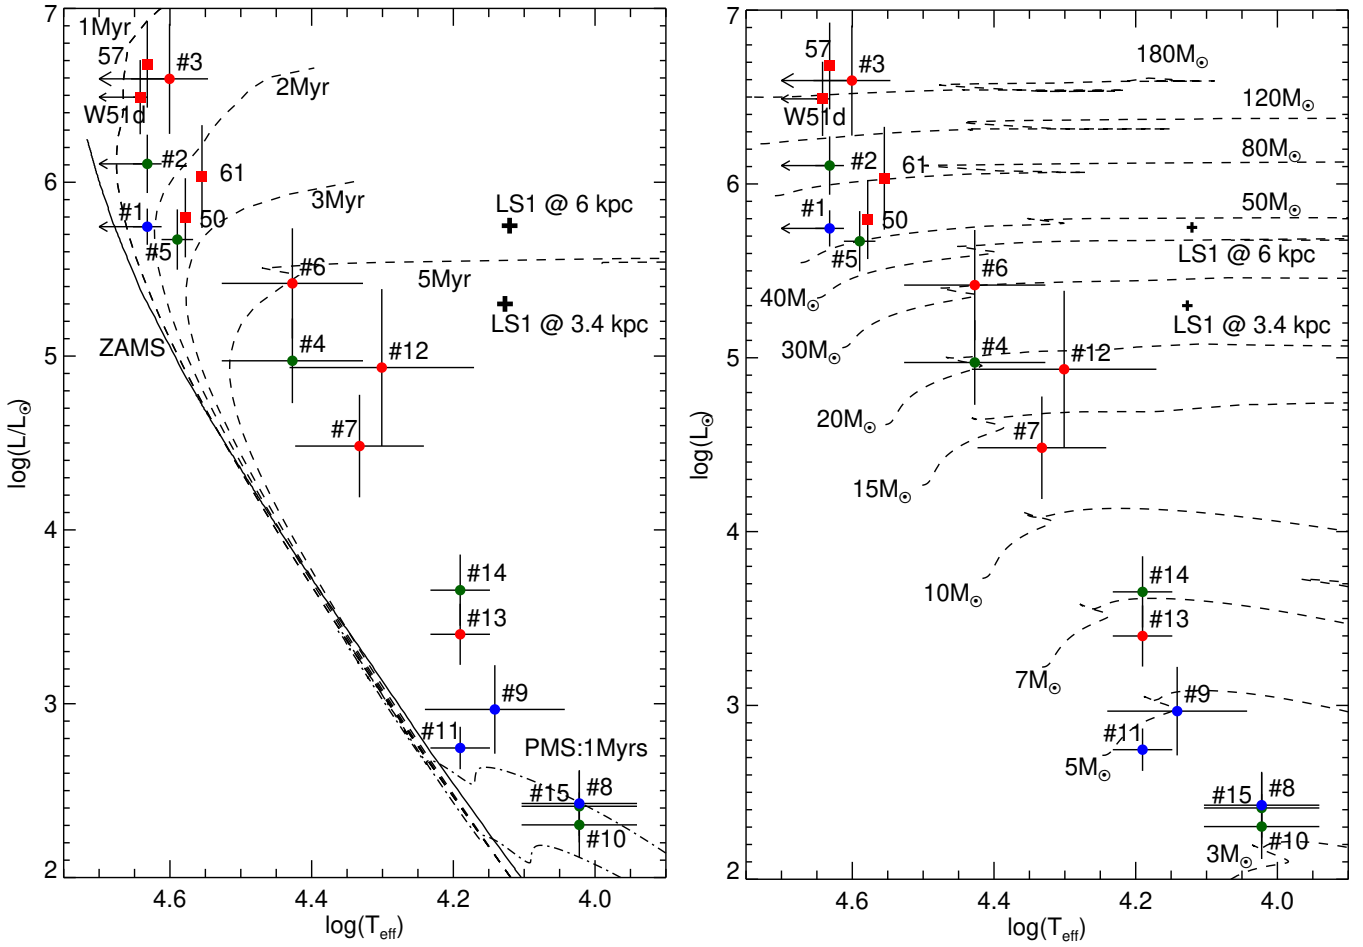 7
6
5
4
3
2
log(L/L☉)
1Myr
57
#3
2Myr
W51d
#2
61
3Myr
#1
50
#5
LS1 @ 6 kpc
#6
5Myr
LS1 @ 3.4 kpc
ZAMS
#4
#12
#7
#14
#13
#9
#11
PMS:1Myrs
#15
#8
#10
4.6
4.4
4.2
4.0
log(Teff)
7
6
5
4
3
2
log(L☉)
57
#3
180M☉
W51d
120M☉
#2
61
80M☉
#1
50
50M☉
#5
LS1 @ 6 kpc
#6
40M☉
LS1 @ 3.4 kpc
30M☉
#4
#12
20M☉
#7
15M☉
10M☉
#14
#13
7M☉
#9
#11
5M☉
#15
#8
#10
3M☉
4.6
4.4
4.2
4.0
log(Teff)